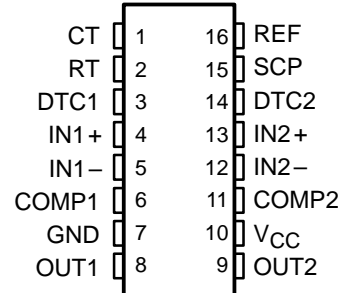 CT 1 16 REF
RT 2 15 SCP
DTC1 3 14 DTC2
IN1+ 4 13 IN2+
IN1− 5 12 IN2−
COMP1 6 11 COMP2
GND 7 10 VCC
OUT1 8 9 OUT2